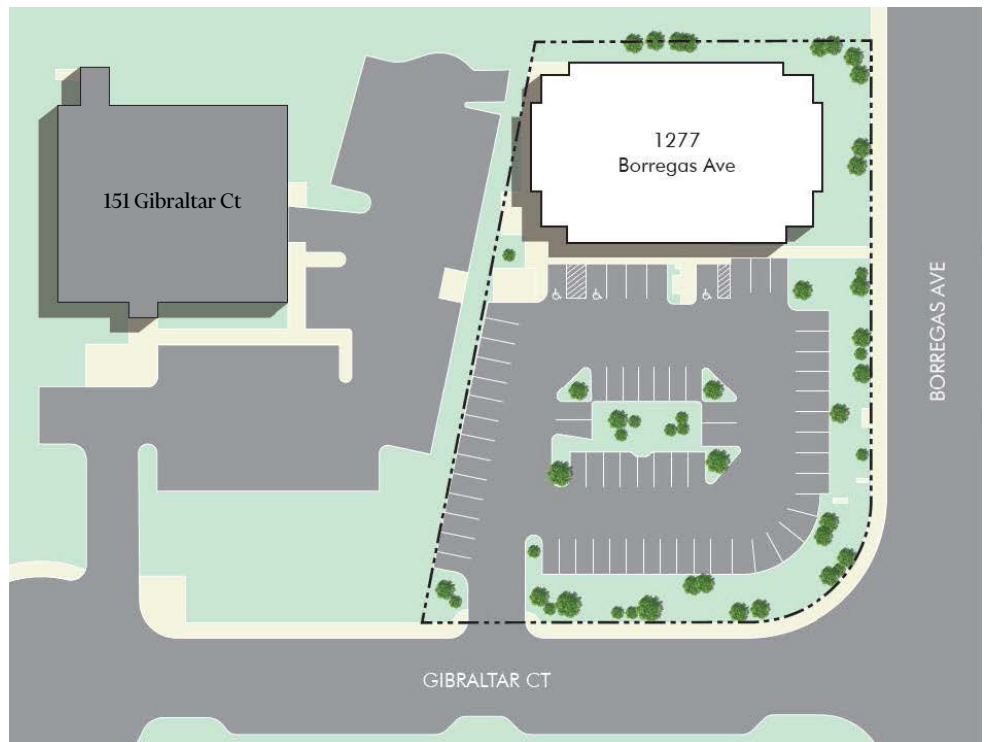 1277
Borregas Ave
151 Gibraltar Ct
BORREGAS AVE
GIBRALTAR CT